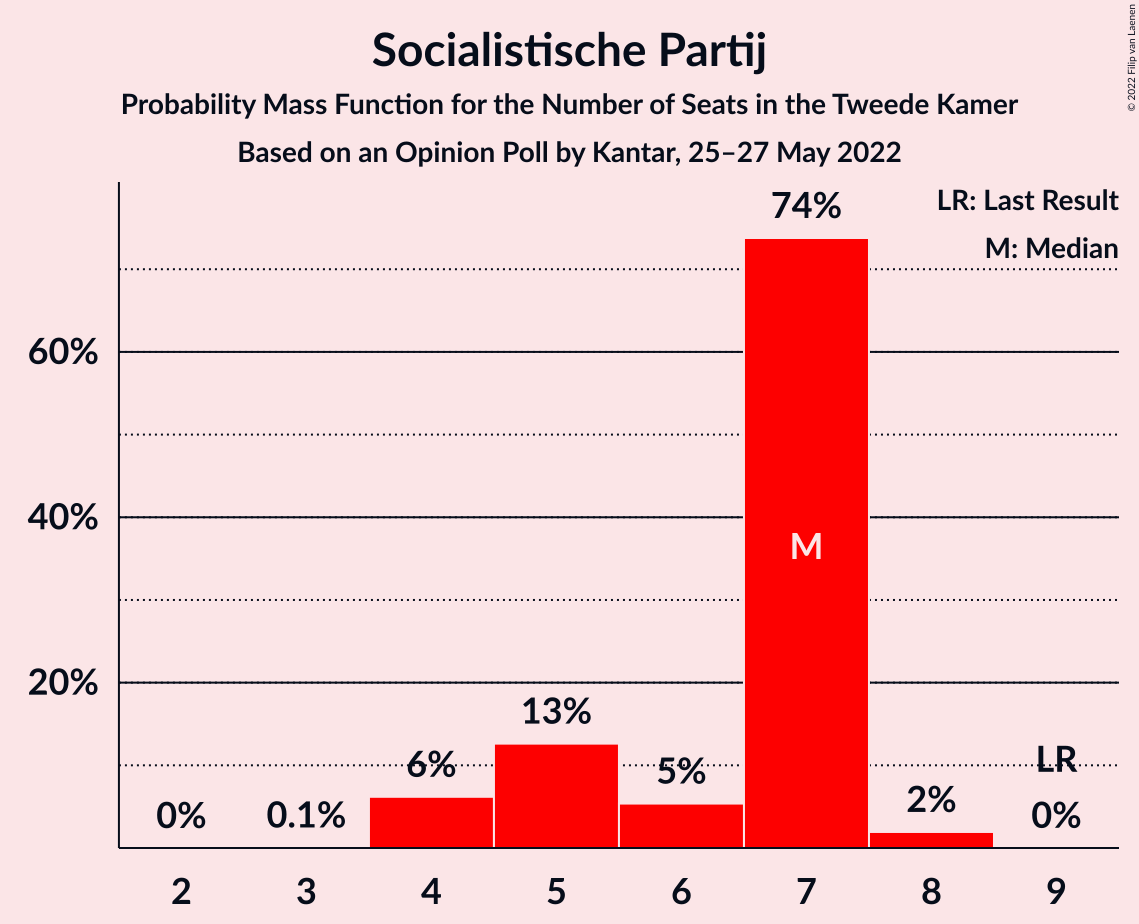 Socialistische Partij
Probability Mass Function for the Number of Seats in the Tweede Kamer
Based on an Opinion Poll by Kantar, 25–27 May 2022
© 2022 Filip van Laenen
LR: Last Result
M: Median
60%
40%
20%
0%
0.1%
6%
13%
5%
74%
M
2%
LR
0%
2 3 4 5 6 7 8 9